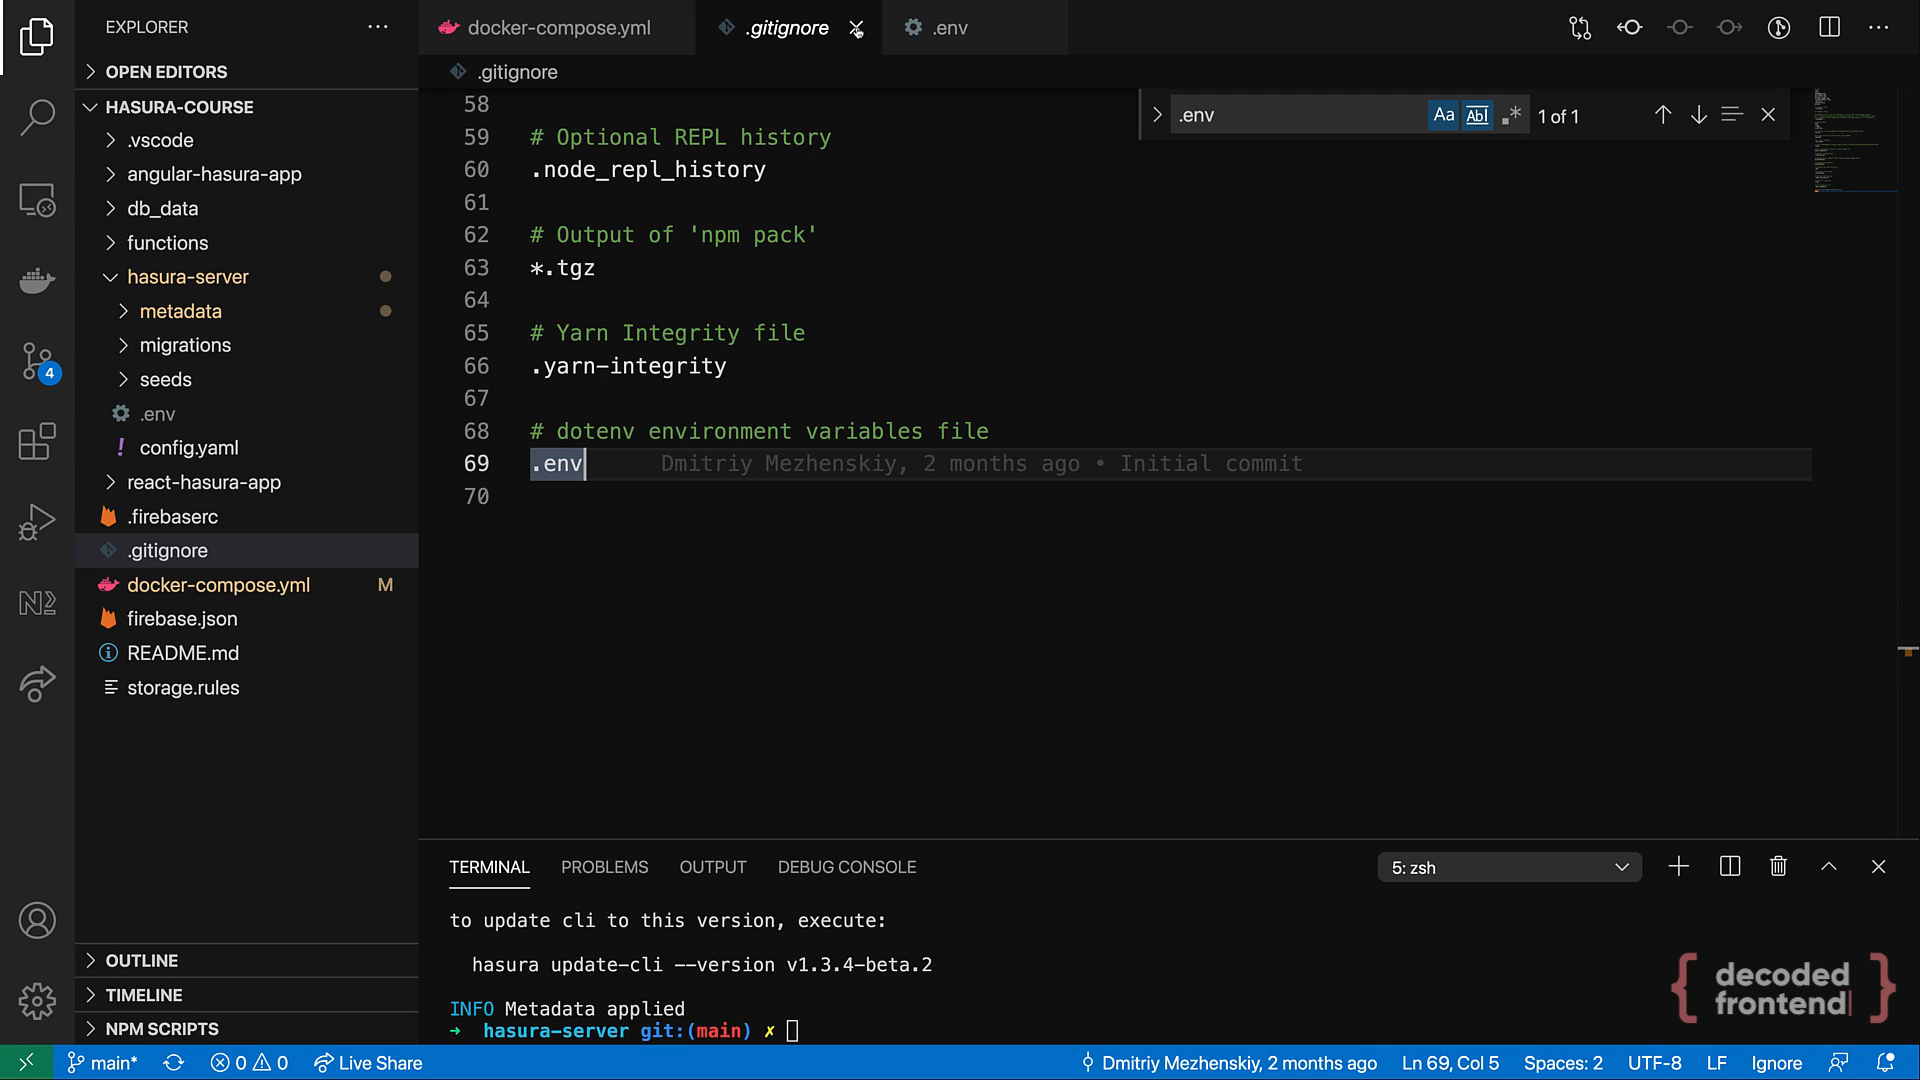 EXPLORER
docker-compose.yml
.gitignore
.env
OPEN EDITORS
.gitignore
HASURA-COURSE
.vscode
angular-hasura-app
db_data
functions
hasura-server
metadata
migrations
seeds
.env
config.yaml
react-hasura-app
.firebaserc
.gitignore
docker-compose.yml M
firebase.json
README.md
storage.rules
4
OUTLINE
TIMELINE
NPM SCRIPTS
.env Aa Abl .* 1 of 1
58
59 # Optional REPL history
60 .node_repl_history
61
62 # Output of 'npm pack'
63 *.tgz
64
65 # Yarn Integrity file
66 .yarn-integrity
67
68 # dotenv environment variables file
69 .env Dmitriy Mezhenskiy, 2 months ago • Initial commit
70
TERMINAL PROBLEMS OUTPUT DEBUG CONSOLE 5: zsh
to update cli to this version, execute:
hasura update-cli --version v1.3.4-beta.2
INFO Metadata applied
→ hasura-server git:(main) ✗
{ decoded
frontend }
main* 0 0 Live Share Dmitriy Mezhenskiy, 2 months ago Ln 69, Col 5 Spaces: 2 UTF-8 LF Ignore